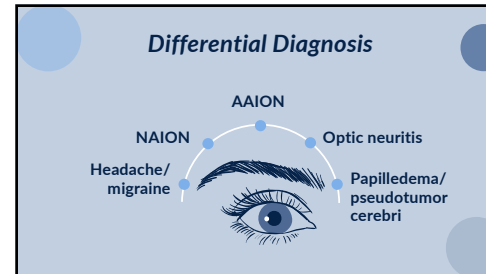 Differential Diagnosis
AAION
NAION
Optic neuritis
Headache/
migraine
Papilledema/
pseudotumor
cerebri